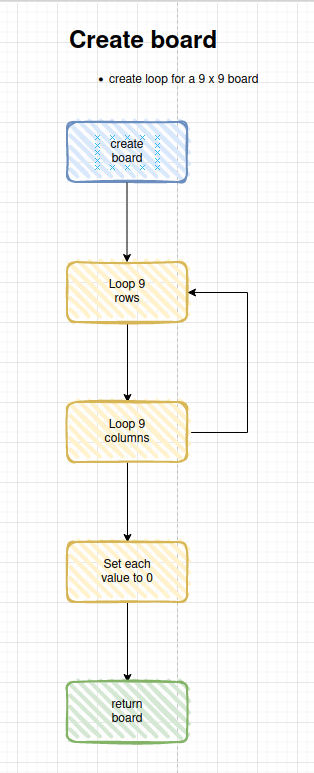 Create board
• create loop for a 9 x 9 board
create
board
Loop 9
rows
Loop 9
columns
Set each
value to 0
return
board